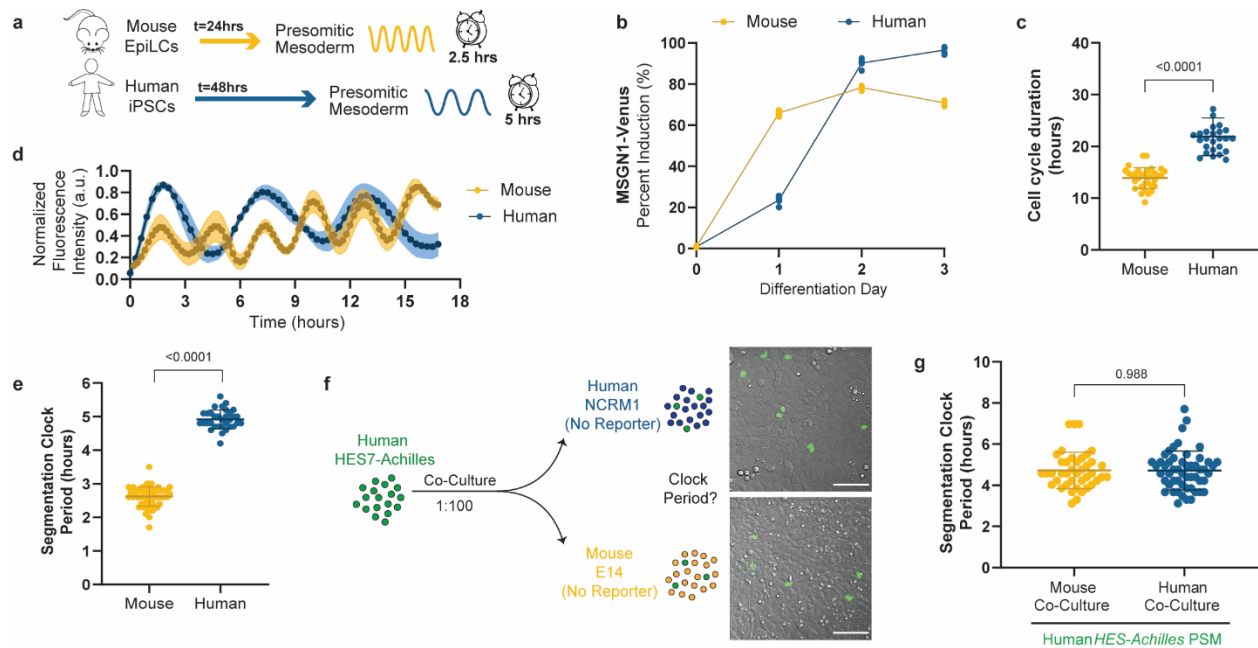 a
Mouse
EpiLCs
t=24hrs
Presomitic
Mesoderm
2.5 hrs
Human
iPSCs
t=48hrs
Presomitic
Mesoderm
5 hrs
b
Mouse
Human
MSGN1-Venus
Percent Induction (%)
100
80
60
40
20
0
0
1
2
3
Differentiation Day
c
<0.0001
Cell cycle duration
(hours)
40
30
20
10
0
Mouse
Human
d
Normalized
Fluorescence
Intensity (a.u.)
1.0
0.8
0.6
0.4
0.2
0.0
0
3
6
9
12
15
18
Time (hours)
Mouse
Human
e
<0.0001
Segmentation Clock
Period (hours)
6
5
4
3
2
1
0
Mouse
Human
f
Human
HES7-Achilles
Co-Culture
1:100
Human
NCRM1
(No Reporter)
Clock
Period?
Mouse
E14
(No Reporter)
g
0.988
Segmentation Clock
Period (hours)
10
8
6
4
2
0
Mouse
Co-Culture
Human
Co-Culture
Human HES-Achilles PSM